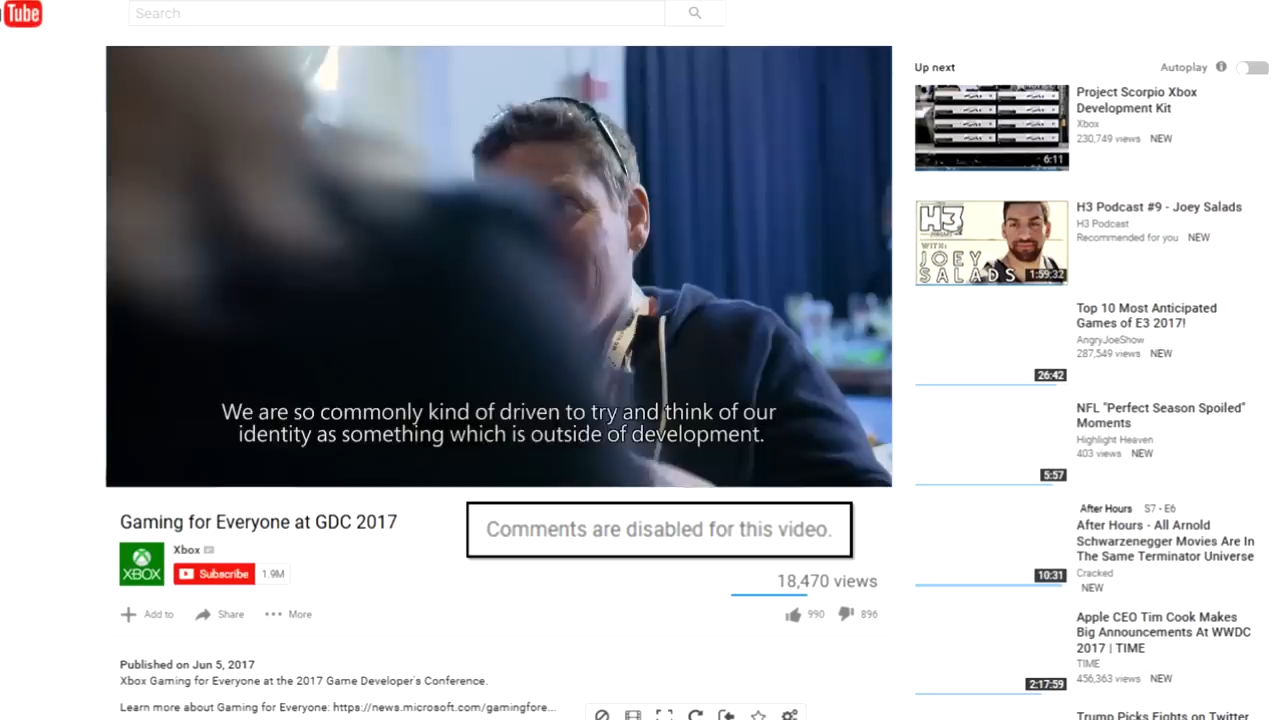 Tube
Search
We are so commonly kind of driven to try and think of our
identity as something which is outside of development.
Gaming for Everyone at GDC 2017
Comments are disabled for this video.
XBOX
Xbox
Subscribe 1.9M
18,470 views
Add to Share More
990 896
Published on Jun 5, 2017
Xbox Gaming for Everyone at the 2017 Game Developer's Conference.
Learn more about Gaming for Everyone: https://news.microsoft.com/gamingfore...
Up next
Autoplay
6:11
Project Scorpio Xbox
Development Kit
Xbox
230,749 views NEW
H3
PODCAST
WITH:
JOEY
SALADS
1:59:32
H3 Podcast #9 - Joey Salads
H3 Podcast
Recommended for you NEW
26:42
Top 10 Most Anticipated
Games of E3 2017!
AngryJoeShow
287,549 views NEW
5:57
NFL "Perfect Season Spoiled"
Moments
Highlight Heaven
403 views NEW
10:31
After Hours S7 - E6
After Hours - All Arnold
Schwarzenegger Movies Are In
The Same Terminator Universe
Cracked
NEW
2:17:59
Apple CEO Tim Cook Makes
Big Announcements At WWDC
2017 | TIME
TIME
456,363 views NEW
Trump Picks Fights on Twitter